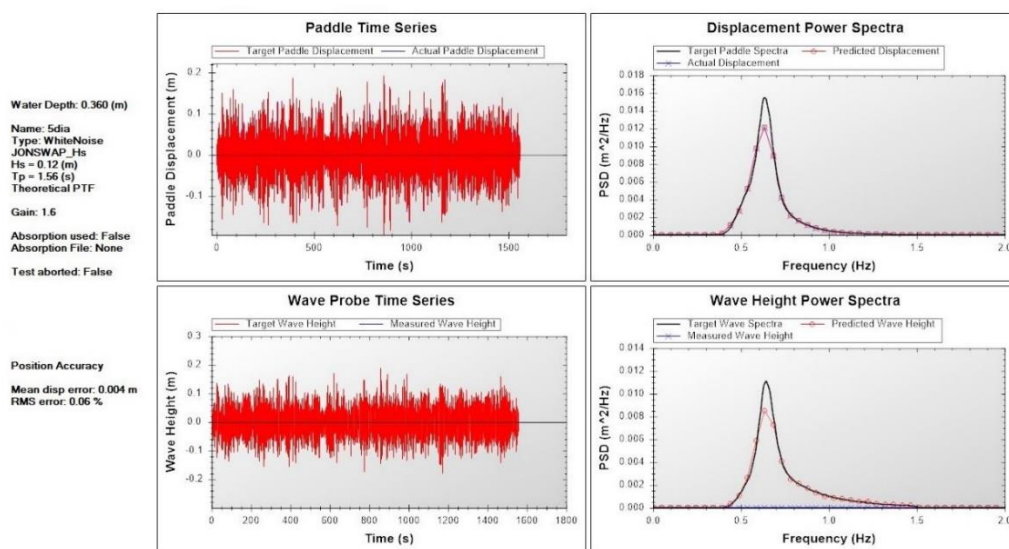 Water Depth: 0.360 (m)
Name: 5dia
Type: WhiteNoise
JONSWAP_Hs
Hs = 0.12 (m)
Tp = 1.56 (s)
Theoretical PTF
Gain: 1.6
Absorption used: False
Absorption File: None
Test aborted: False
Position Accuracy
Mean disp error: 0.004 m
RMS error: 0.06 %
Paddle Time Series
Target Paddle Displacement Actual Paddle Displacement
Paddle Displacement (m)
0.2
0.1
0.0
-0.1
0 500 1000 1500
Time (s)
Displacement Power Spectra
Target Paddle Spectra Predicted Displacement
Actual Displacement
PSD (m^2/Hz)
0.018
0.016
0.014
0.012
0.010
0.008
0.006
0.004
0.002
0.000
0.0 0.5 1.0 1.5 2.0
Frequency (Hz)
Wave Probe Time Series
Target Wave Height Measured Wave Height
Wave Height (m)
0.3
0.2
0.1
0.0
-0.1
-0.2
0 200 400 600 800 1000 1200 1400 1600 1800
Time (s)
Wave Height Power Spectra
Target Wave Spectra Predicted Wave Height
Measured Wave Height
PSD (m^2/Hz)
0.014
0.012
0.010
0.008
0.006
0.004
0.002
0.000
0.0 0.5 1.0 1.5 2.0
Frequency (Hz)